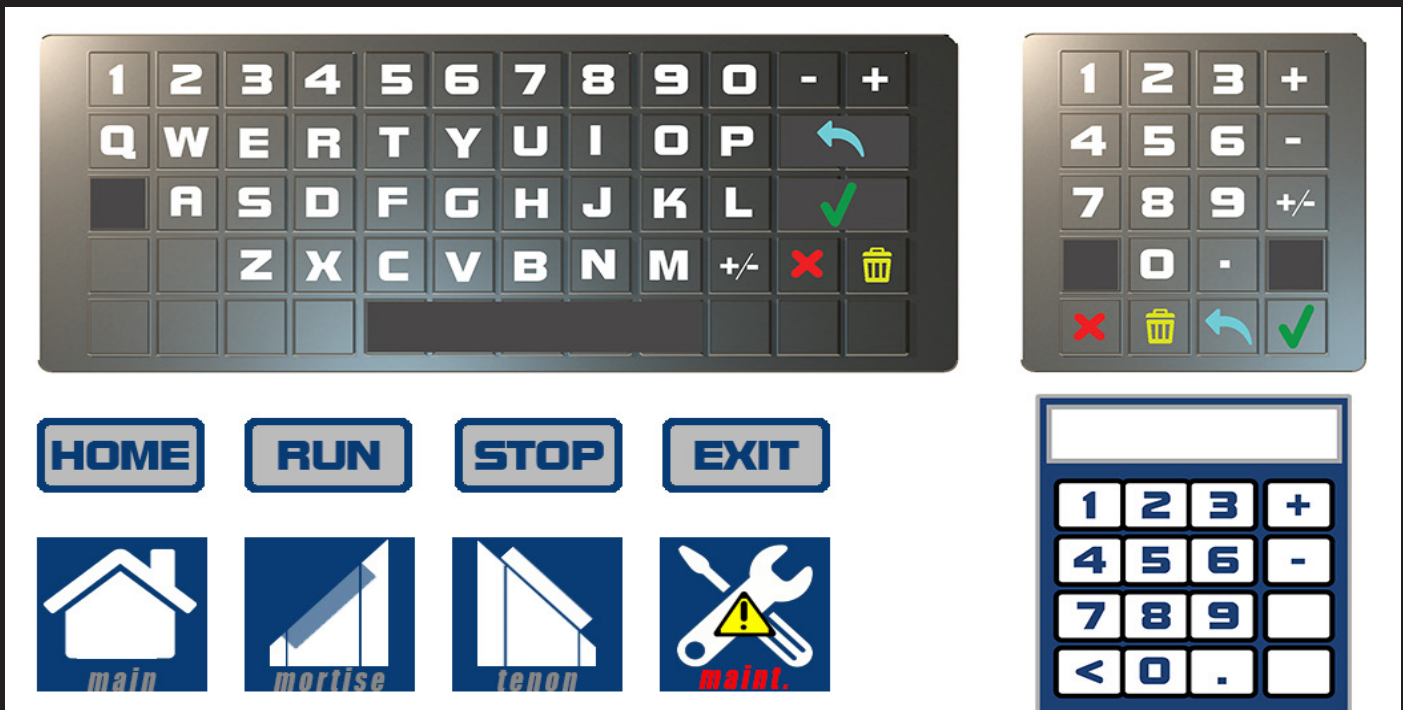 1 2 3 4 5 6 7 8 9 0 - +
Q W E R T Y U I O P
A S D F G H J K L
Z X C V B N M +/-
1 2 3 +
4 5 6 -
7 8 9 +/-
0 .
HOME RUN STOP EXIT
main mortise tenon maint.
1 2 3 +
4 5 6 -
7 8 9
< 0 .